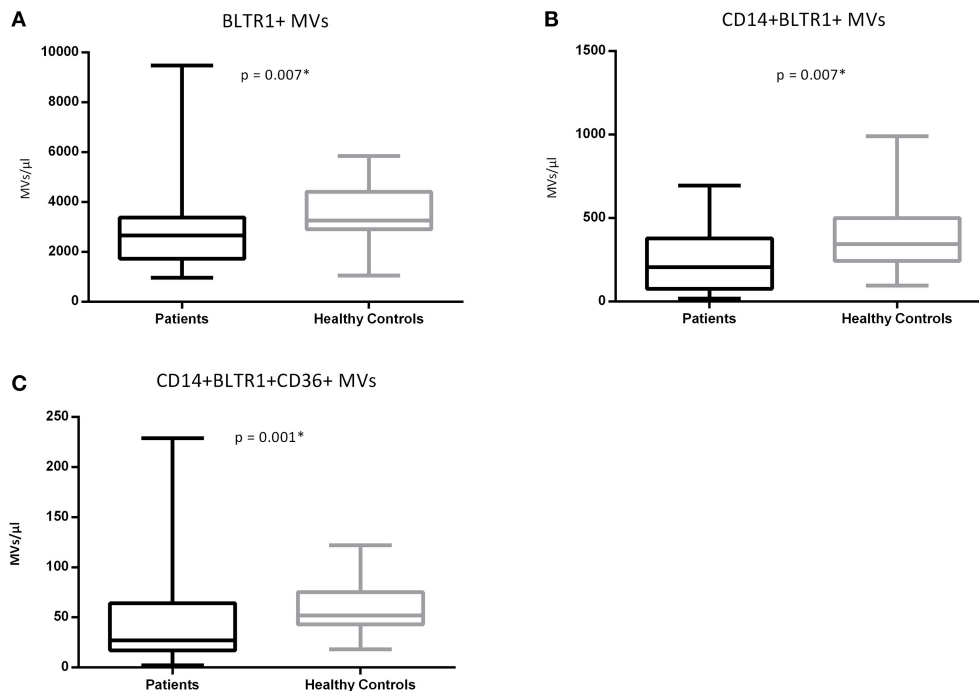 A
BLTR1+ MVs
10000
8000
6000
4000
2000
0
MVs/µl
p = 0.007*
Patients
Healthy Controls
B
CD14+BLTR1+ MVs
1500
1000
500
0
MVs/µl
p = 0.007*
Patients
Healthy Controls
C
CD14+BLTR1+CD36+ MVs
250
200
150
100
50
0
MVs/µl
p = 0.001*
Patients
Healthy Controls